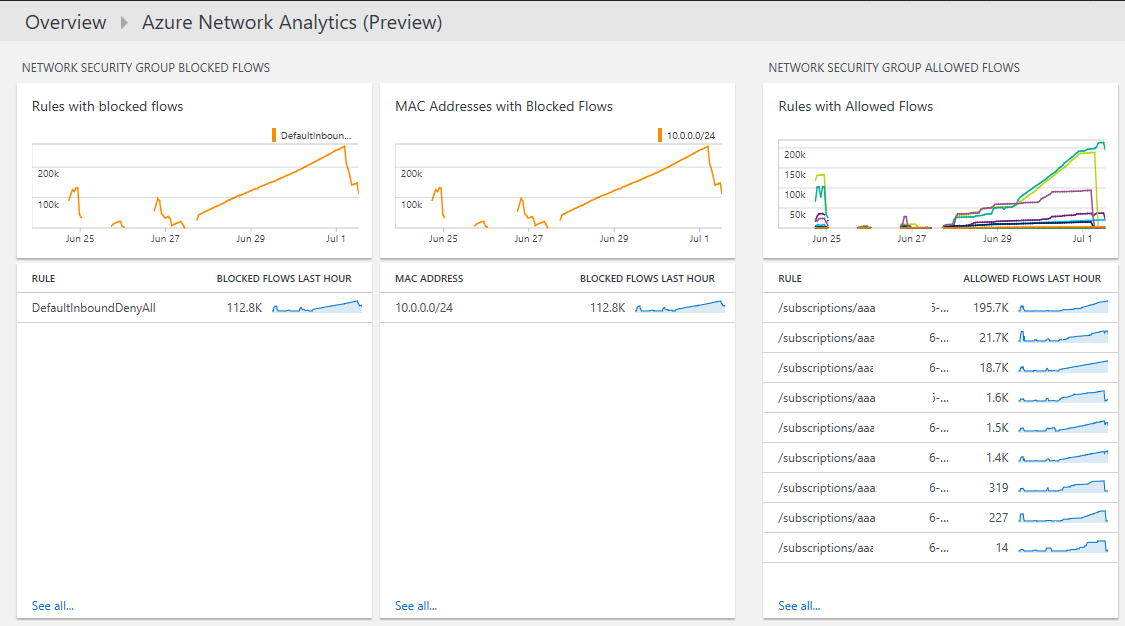 Overview Azure Network Analytics (Preview)
NETWORK SECURITY GROUP BLOCKED FLOWS
Rules with blocked flows
DefaultInboun...
200k
100k
Jun 25 Jun 27 Jun 29 Jul 1
RULE BLOCKED FLOWS LAST HOUR
DefaultInboundDenyAll 112.8K
See all...
MAC Addresses with Blocked Flows
10.0.0.0/24
200k
100k
Jun 25 Jun 27 Jun 29 Jul 1
MAC ADDRESS BLOCKED FLOWS LAST HOUR
10.0.0.0/24 112.8K
See all...
NETWORK SECURITY GROUP ALLOWED FLOWS
Rules with Allowed Flows
200k
150k
100k
50k
Jun 25 Jun 27 Jun 29 Jul 1
RULE ALLOWED FLOWS LAST HOUR
/subscriptions/aaa 5-... 195.7K
/subscriptions/aaa 6-... 21.7K
/subscriptions/aaa 6-... 18.7K
/subscriptions/aaa 5-... 1.6K
/subscriptions/aaa 6-... 1.5K
/subscriptions/aaa 6-... 1.4K
/subscriptions/aaa 6-... 319
/subscriptions/aaa 6-... 227
/subscriptions/aaa 6-... 14
See all...